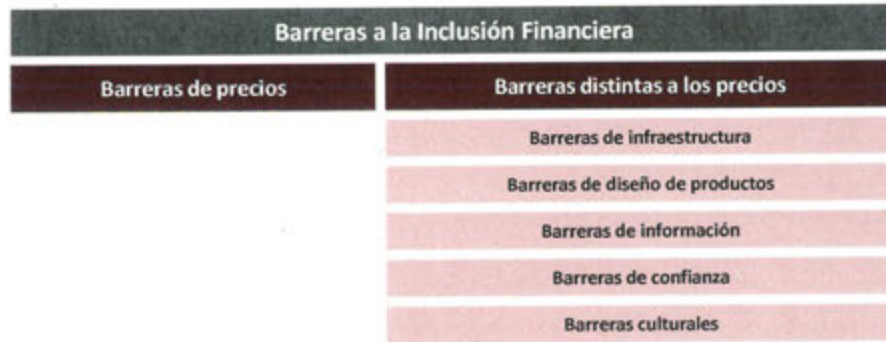 Barreras a la Inclusión Financiera
Barreras de precios
Barreras distintas a los precios
Barreras de infraestructura
Barreras de diseño de productos
Barreras de información
Barreras de confianza
Barreras culturales